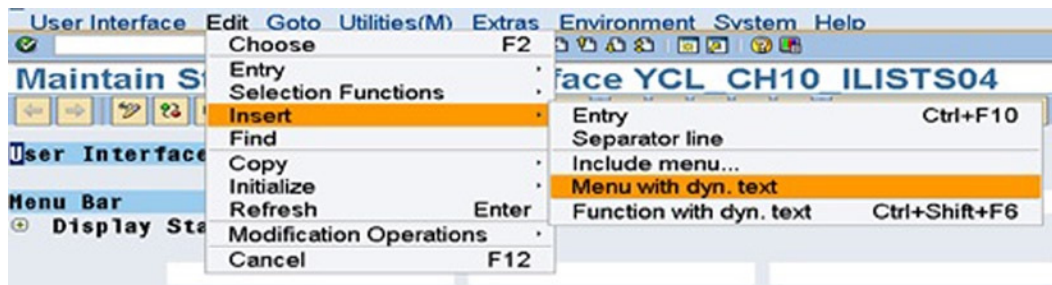 User Interface Edit Goto Utilities(M) Extras Environment System Help
Choose F2
Maintain St
face YCL_CH10_ILISTS04
Entry
Selection Functions
Insert
Find
Copy
Initialize
Refresh Enter
Modification Operations
Cancel F12
Entry Ctrl+F10
Separator line
Include menu...
Menu with dyn. text
Function with dyn. text Ctrl+Shift+F6
User Interface
Menu Bar
Display Sta